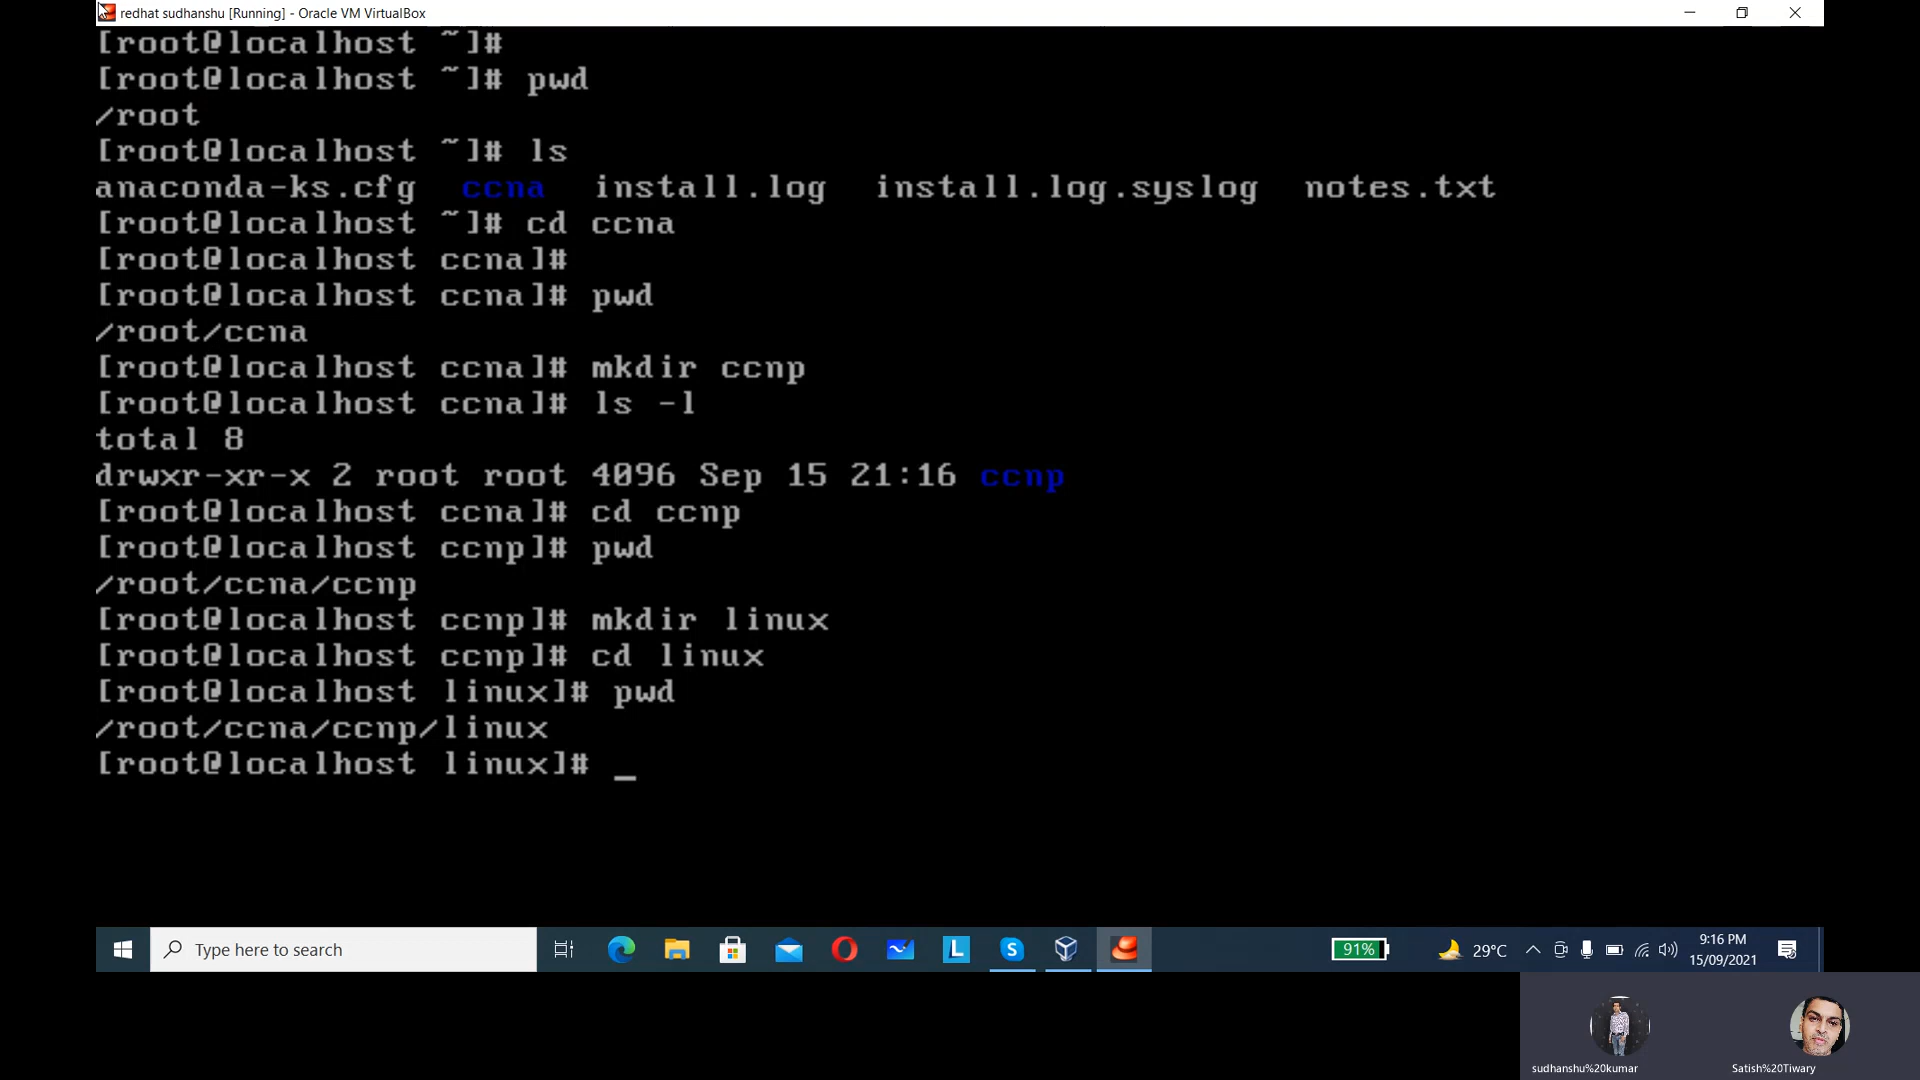 redhat sudhanshu [Running] - Oracle VM VirtualBox
[root@localhost ~]#
[root@localhost ~]# pwd
/root
[root@localhost ~]# ls
anaconda-ks.cfg ccna install.log install.log.syslog notes.txt
[root@localhost ~]# cd ccna
[root@localhost ccna]#
[root@localhost ccna]# pwd
/root/ccna
[root@localhost ccna]# mkdir ccnp
[root@localhost ccna]# ls -l
total 8
drwxr-xr-x 2 root root 4096 Sep 15 21:16 ccnp
[root@localhost ccna]# cd ccnp
[root@localhost ccnp]# pwd
/root/ccna/ccnp
[root@localhost ccnp]# mkdir linux
[root@localhost ccnp]# cd linux
[root@localhost linux]# pwd
/root/ccna/ccnp/linux
[root@localhost linux]# _
Type here to search
L
S
91%
29°C
9:16 PM
15/09/2021
sudhanshu%20kumar
Satish%20Tiwary